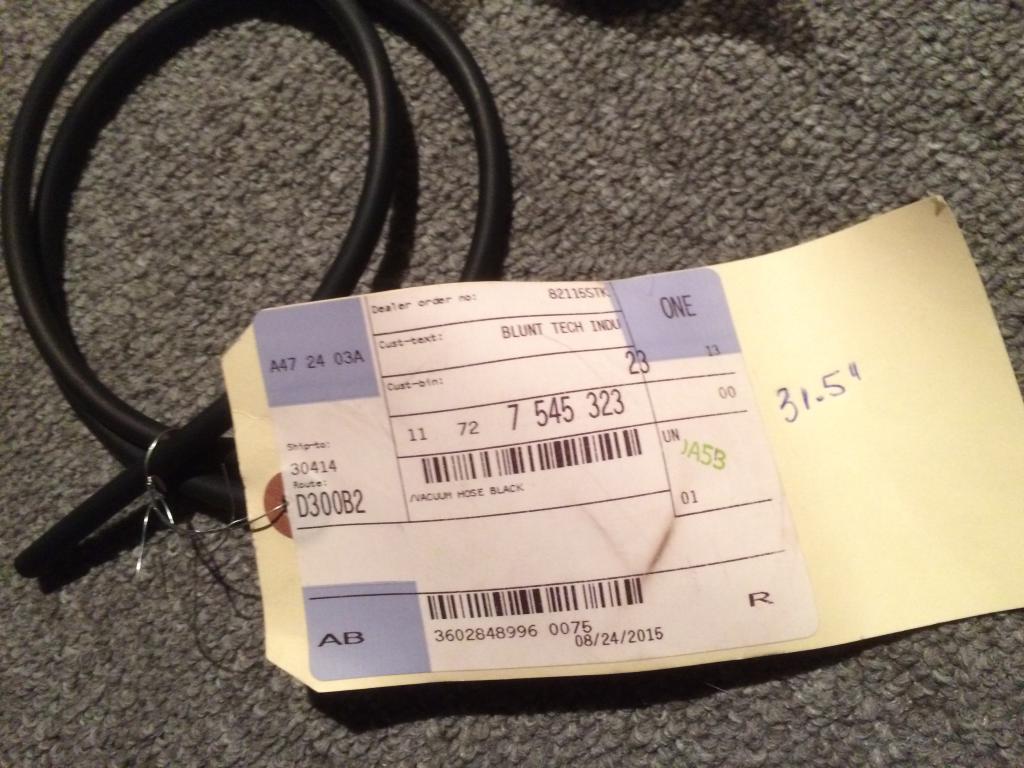 Dealer order no: 82116STK
ONE
A47 24 03A
Cust-text: BLUNT TECH INDU
23 13
Cust-bin:
11 72 7 545 323 00
Ship-to:
30414
Route:
D300B2
UN
JA5B
/VACUUM HOSE BLACK
01
31.5"
AB
R
3602848996 0075
08/24/2015